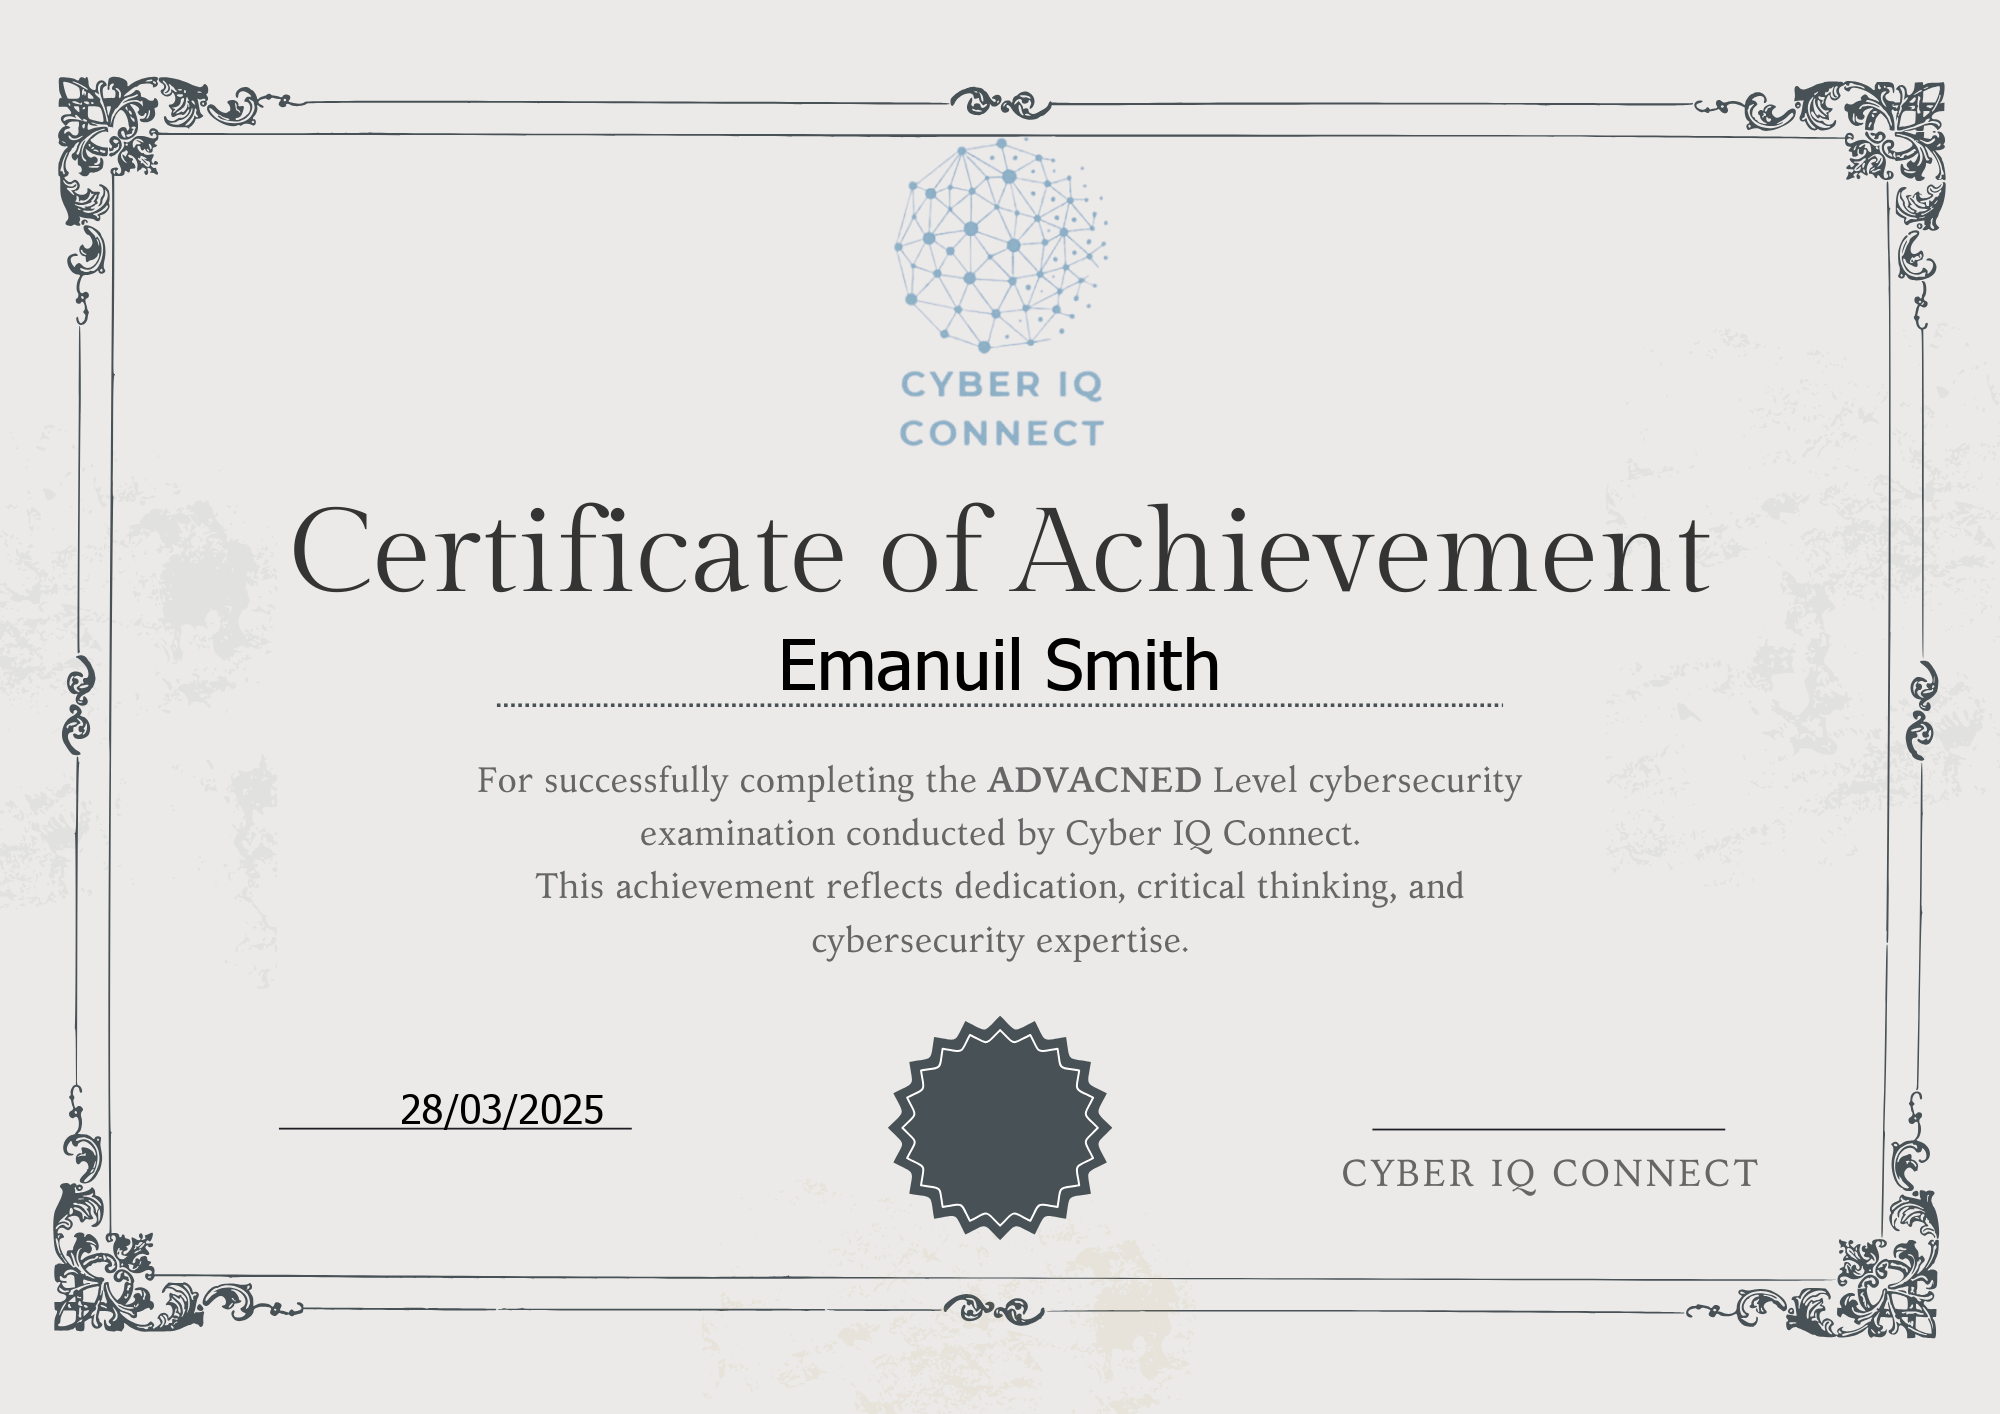 CYBER IQ
CONNECT
Certificate of Achievement
Emanuil Smith
For successfully completing the ADVACNED Level cybersecurity
examination conducted by Cyber IQ Connect.
This achievement reflects dedication, critical thinking, and
cybersecurity expertise.
28/03/2025
CYBER IQ CONNECT